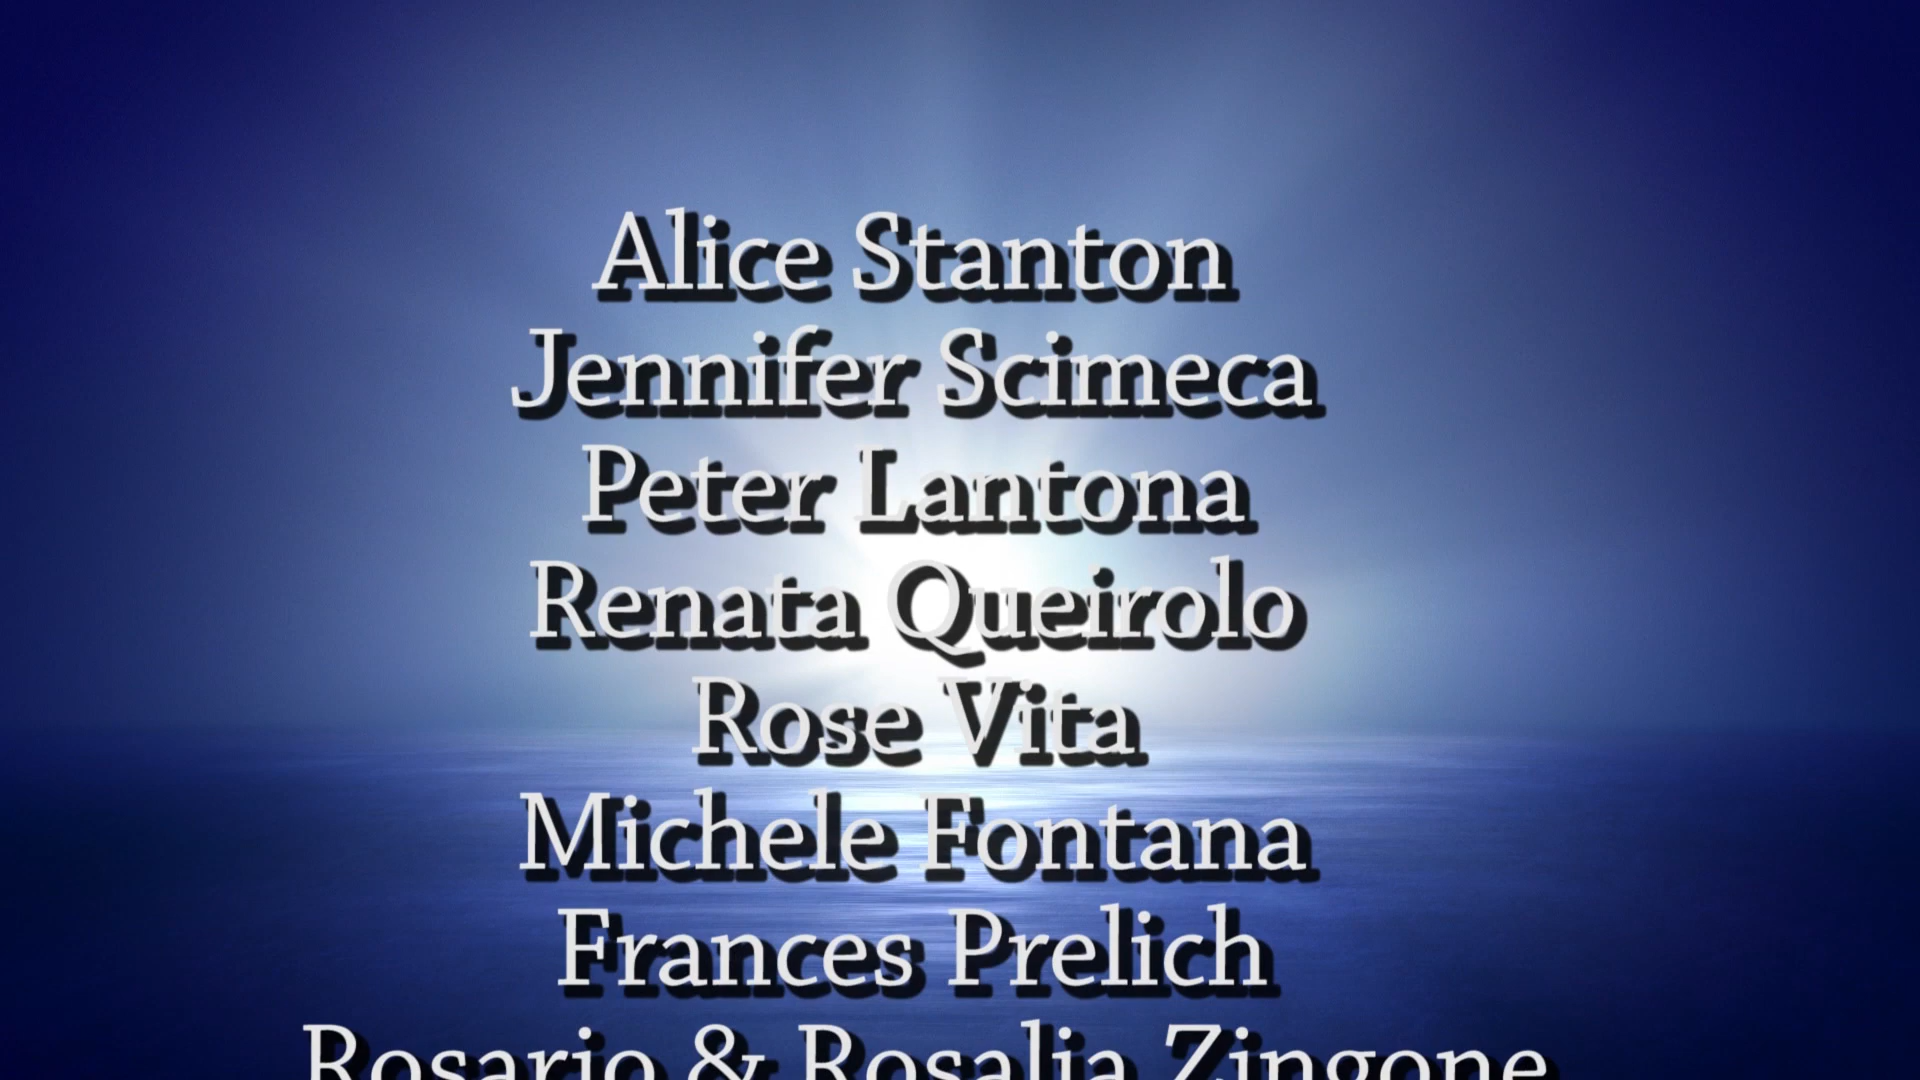 Alice Stanton
Jennifer Scimeca
Peter Lantona
Renata Queirolo
Rose Vita
Michele Fontana
Frances Prelich
Rosario & Rosalia Zingone